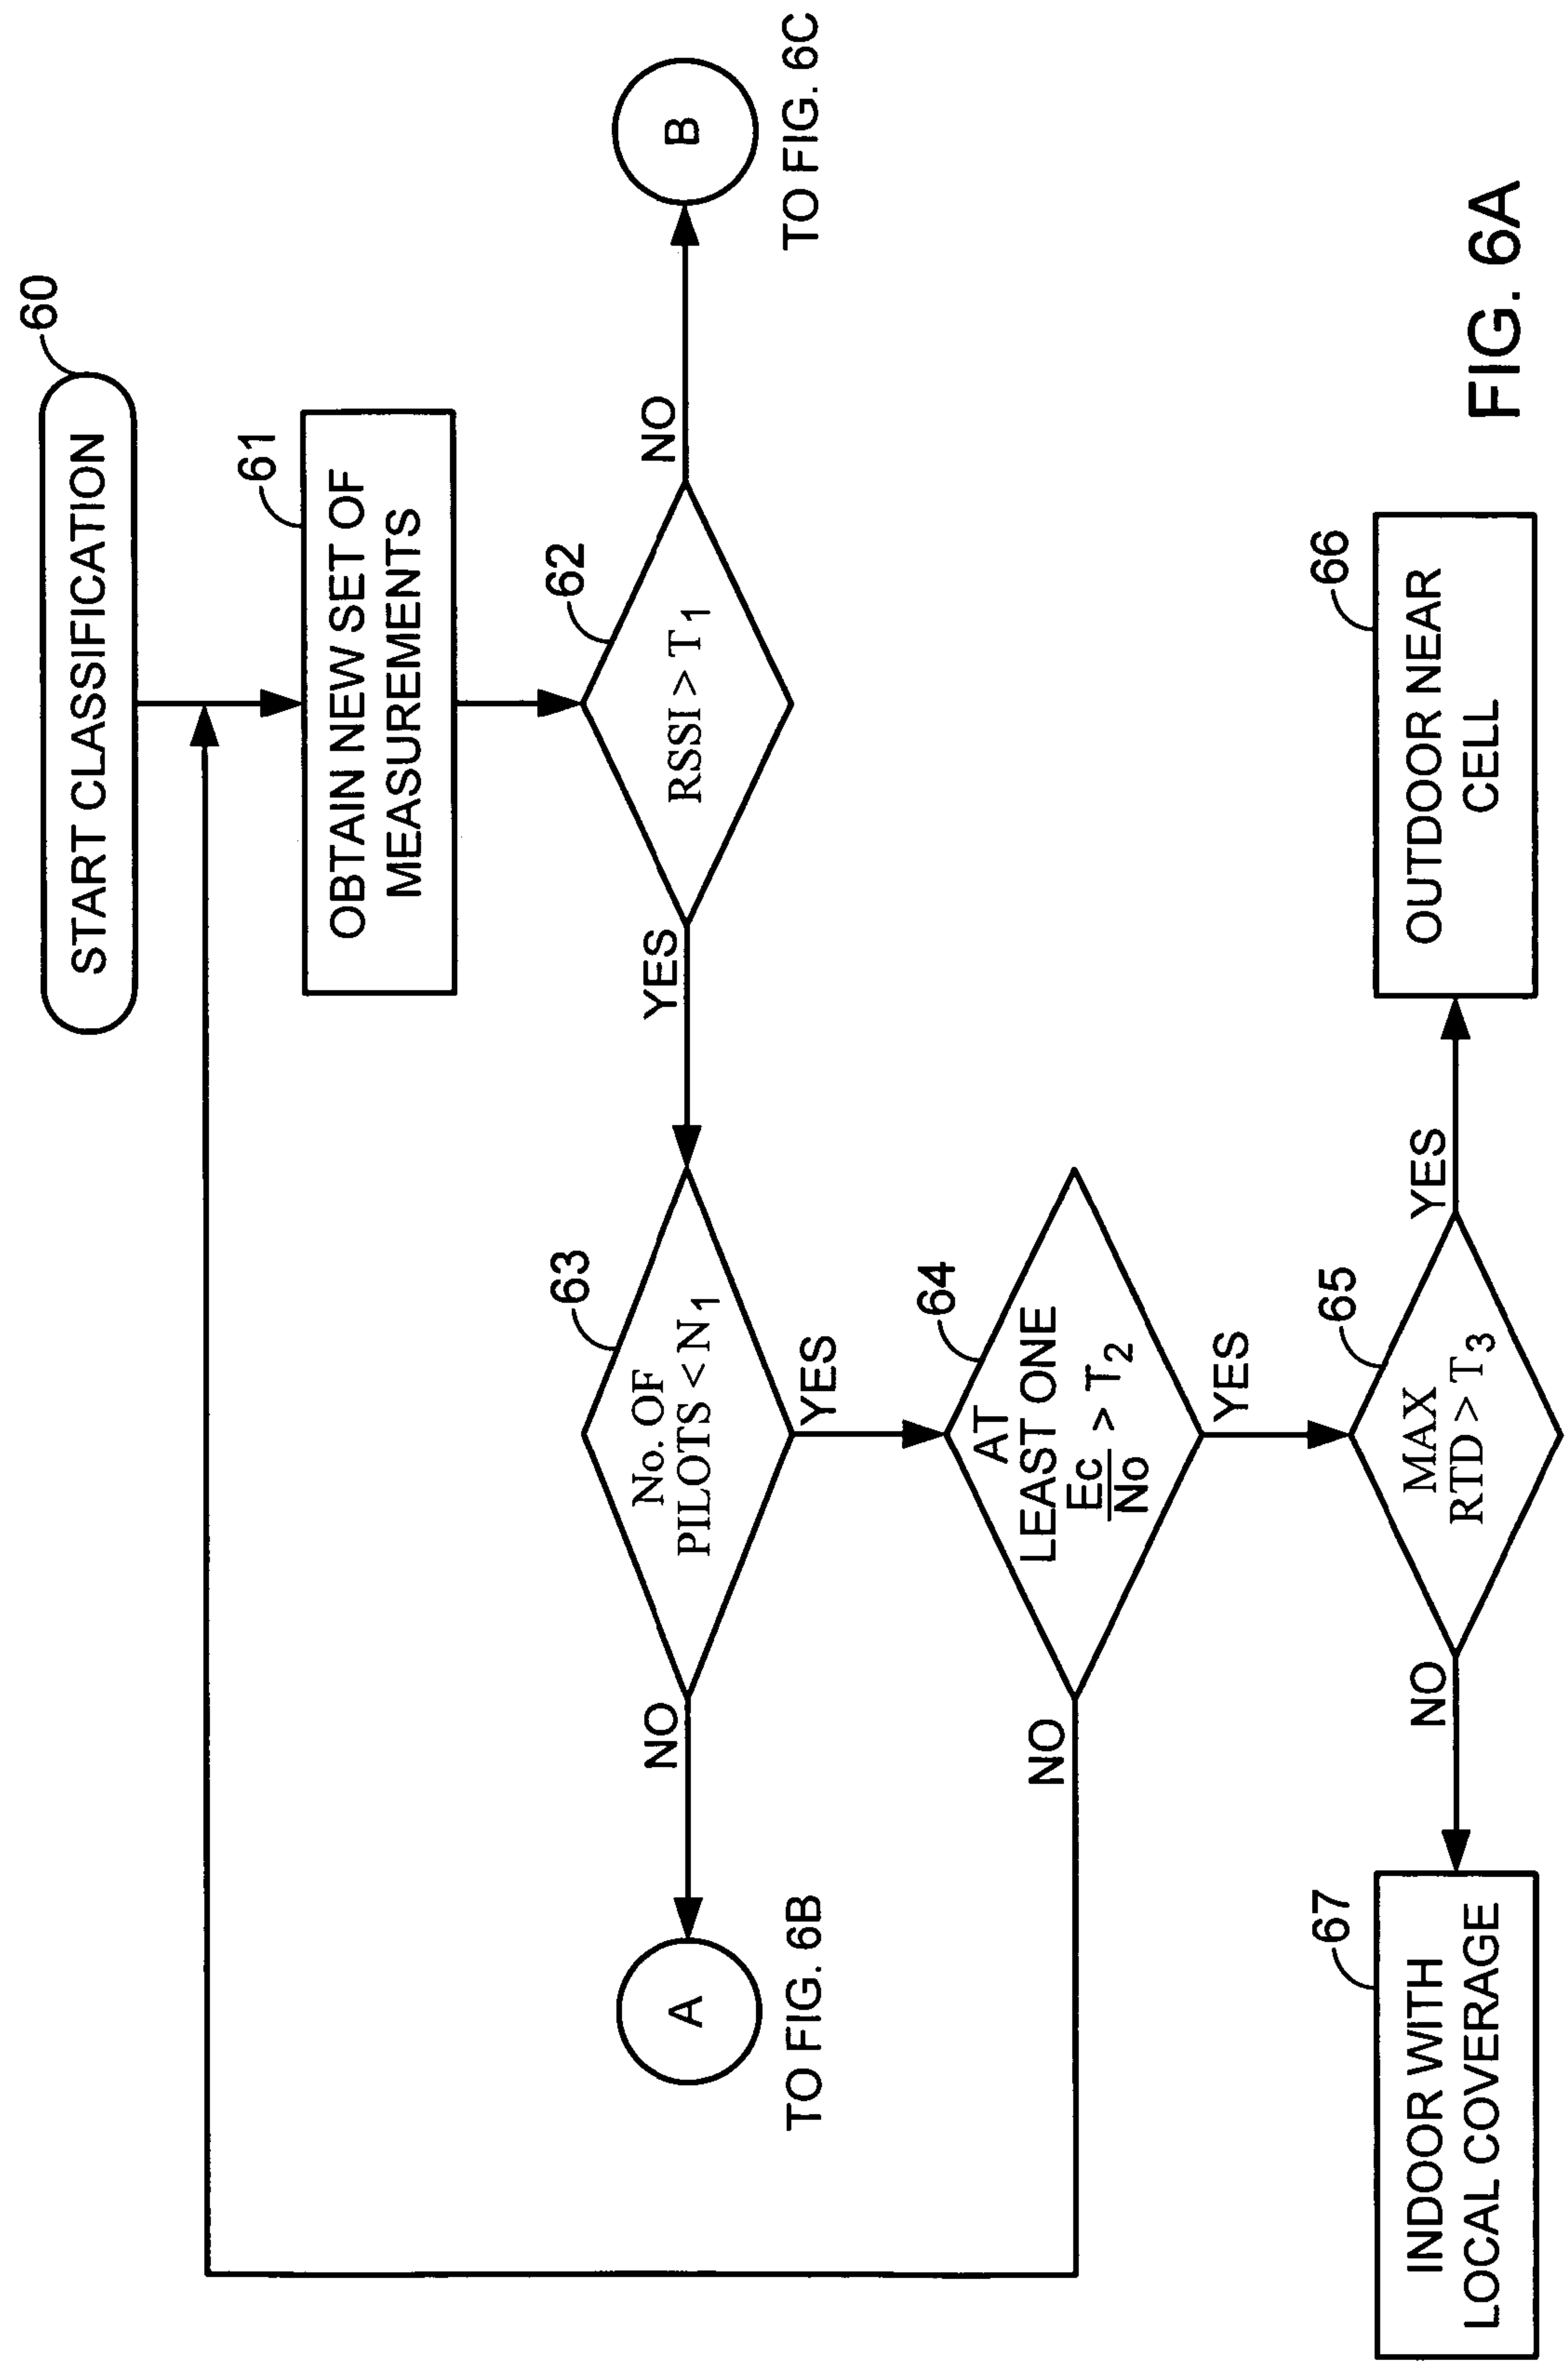 60
START CLASSIFICATION
61
OBTAIN NEW SET OF
MEASUREMENTS
62
RSSI > T1
YES
NO
B
TO FIG. 6C
63
No. OF
PILOTS < N1
NO
YES
A
TO FIG. 6B
64
AT
LEAST ONE
Ec
No
> T2
NO
YES
65
MAX
RTD > T3
NO
YES
67
INDOOR WITH
LOCAL COVERAGE
66
OUTDOOR NEAR
CELL
FIG. 6A